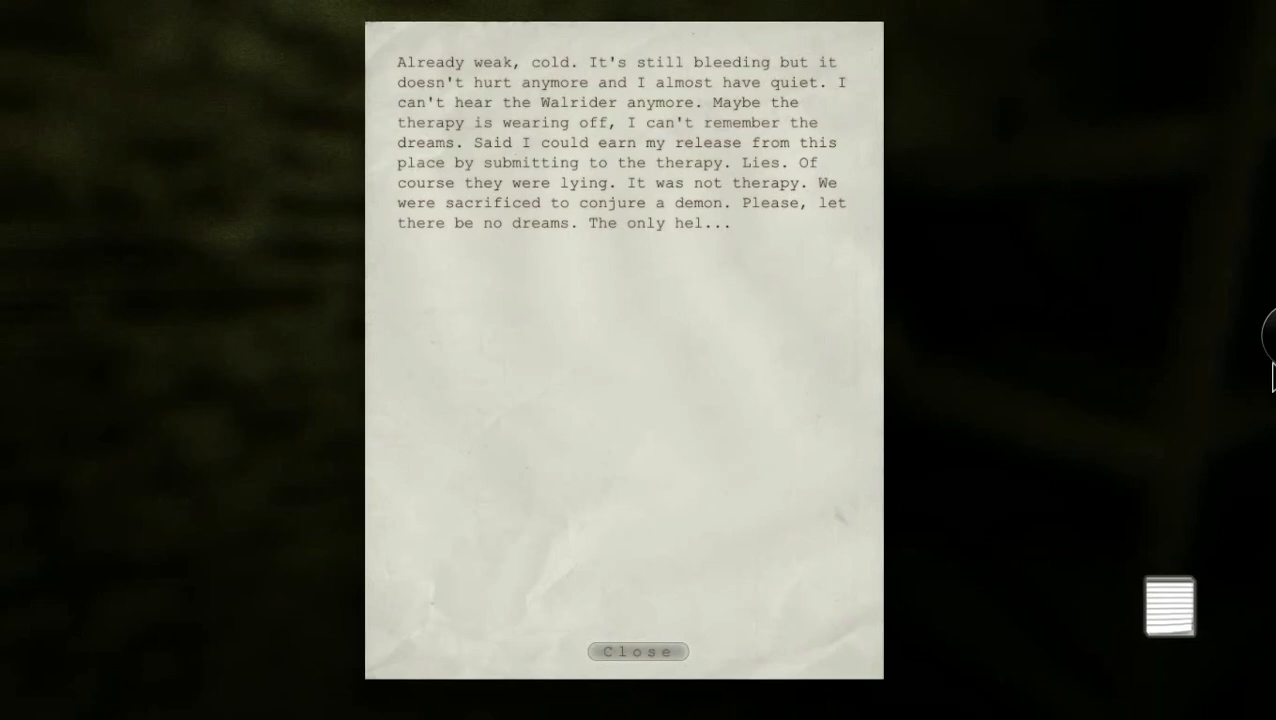 Already weak, cold. It's still bleeding but it
doesn't hurt anymore and I almost have quiet. I
can't hear the Walrider anymore. Maybe the
therapy is wearing off, I can't remember the
dreams. Said I could earn my release from this
place by submitting to the therapy. Lies. Of
course they were lying. It was not therapy. We
were sacrificed to conjure a demon. Please, let
there be no dreams. The only hel...
Close